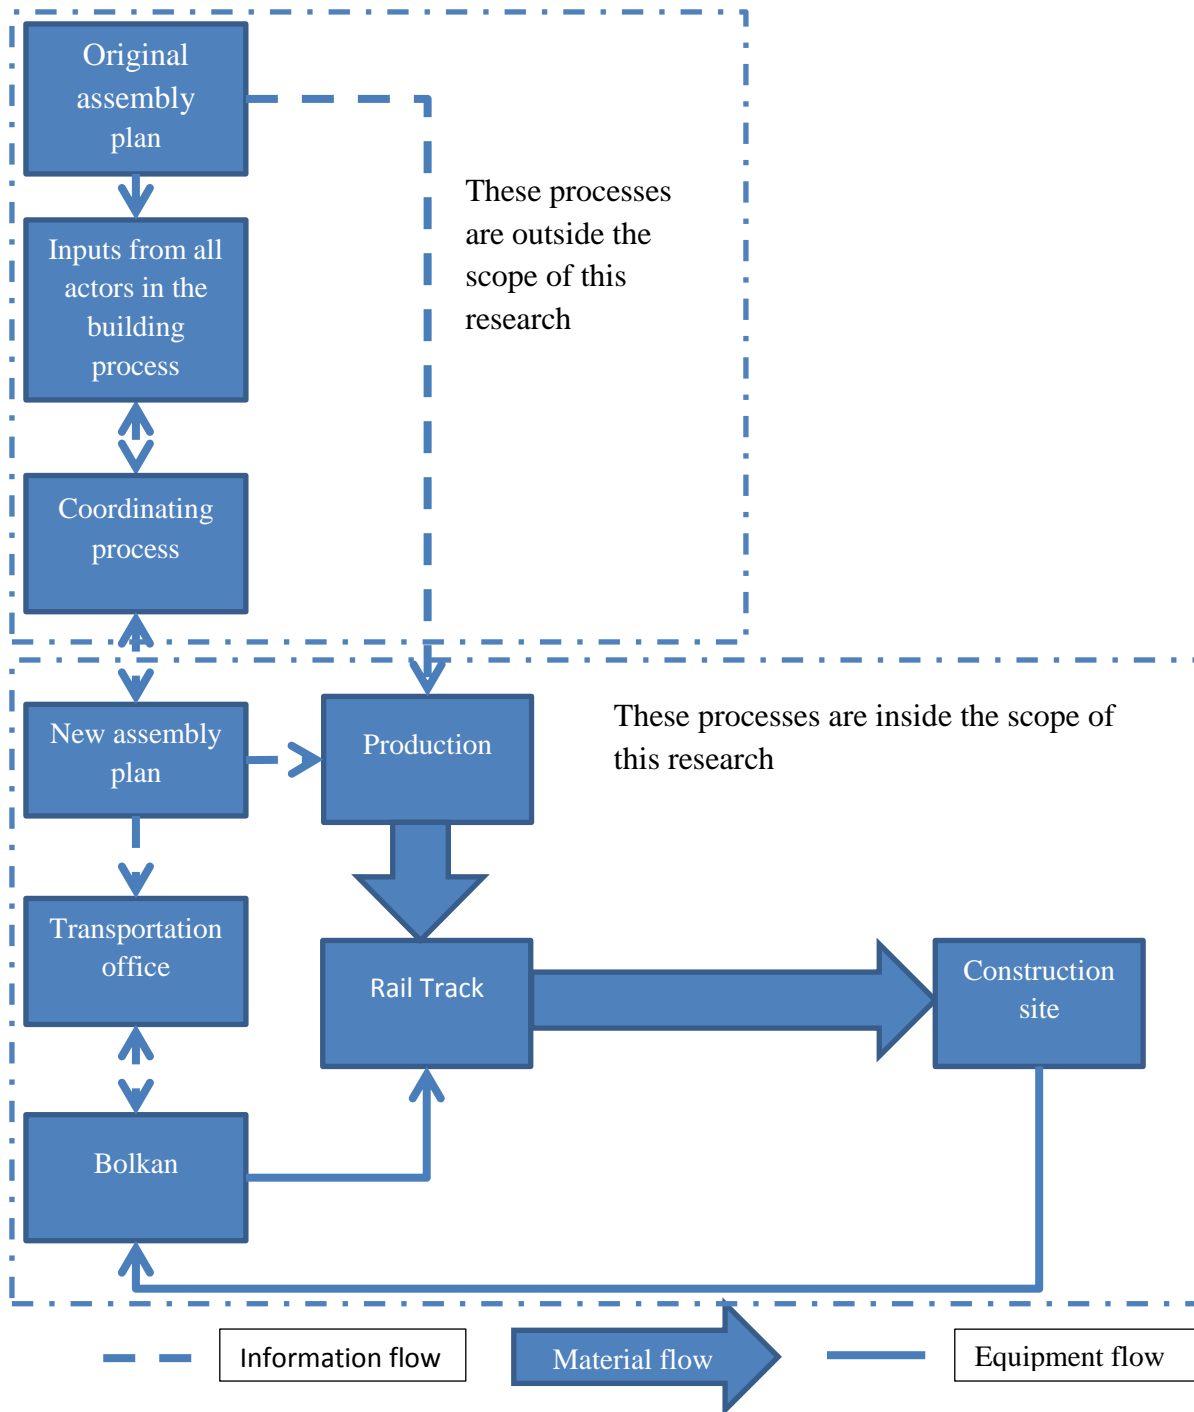 Original
assembly
plan
These processes
are outside the
scope of this
research
Inputs from all
actors in the
building
process
Coordinating
process
New assembly
plan
Production
These processes are inside the scope of
this research
Transportation
office
Rail Track
Construction
site
Bolkan
Information flow
Material flow
Equipment flow